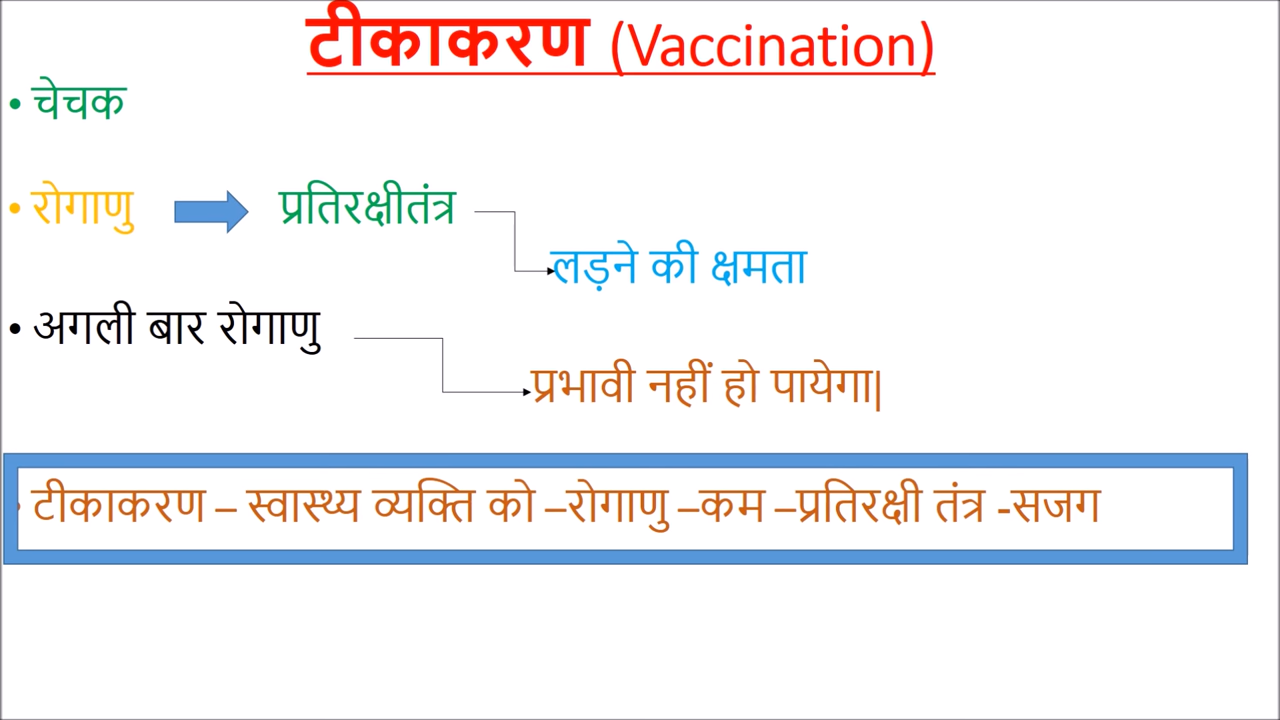 टीकाकरण (Vaccination)
• चेचक
• रोगाणु प्रतिरक्षीतंत्र
लड़ने की क्षमता
• अगली बार रोगाणु
प्रभावी नहीं हो पायेगा|
• टीकाकरण – स्वास्थ्य व्यक्ति को –रोगाणु –कम –प्रतिरक्षी तंत्र -सजग